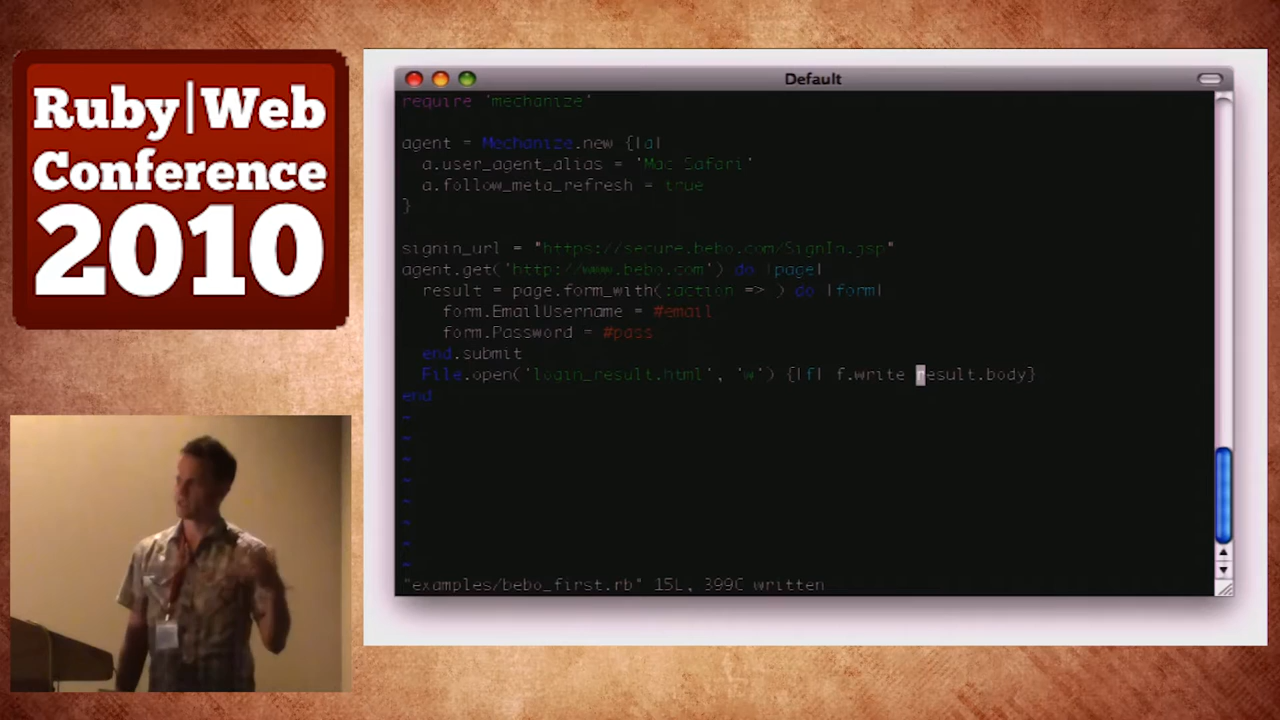 Ruby|Web
Conference
2010
Default
require 'mechanize'
agent = Mechanize.new {|a|
a.user_agent_alias = 'Mac Safari'
a.follow_meta_refresh = true
}
signin_url = "https://secure.bebo.com/SignIn.jsp"
agent.get('http://www.bebo.com') do |page|
result = page.form_with(:action => ) do |form|
form.EmailUsername = #email
form.Password = #pass
end.submit
File.open('login_result.html', 'w') {|f| f.write result.body}
end
~
~
~
~
~
~
~
~
"examples/bebo_first.rb" 15L, 399C written